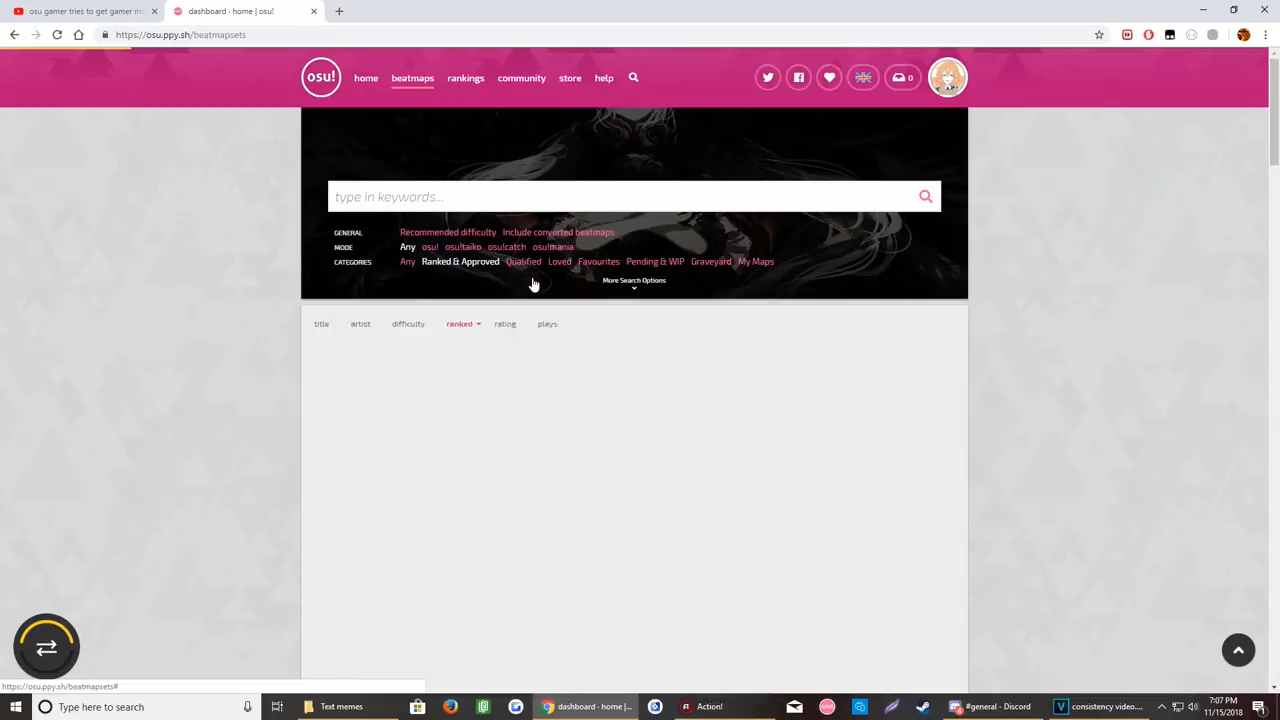 osu gamer tries to get gamer m
dashboard - home | osu!
https://osu.ppy.sh/beatmapsets
osu! home beatmaps rankings community store help 0
type in keywords...
GENERAL Recommended difficulty Include converted beatmaps
MODE Any osu! osu!taiko osu!catch osu!mania
CATEGORIES Any Ranked & Approved Qualified Loved Favourites Pending & WIP Graveyard My Maps
More Search Options
title artist difficulty ranked rating plays
https://osu.ppy.sh/beatmapsets#
Type here to search Text memes dashboard - home |... Action! #general - Discord consistency video.... 7:07 PM
11/15/2018